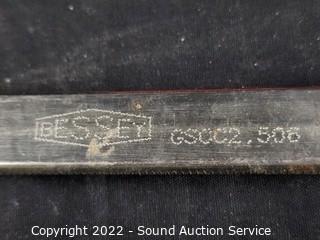 BESSEY GSCC2.506
Copyright 2022 - Sound Auction Service